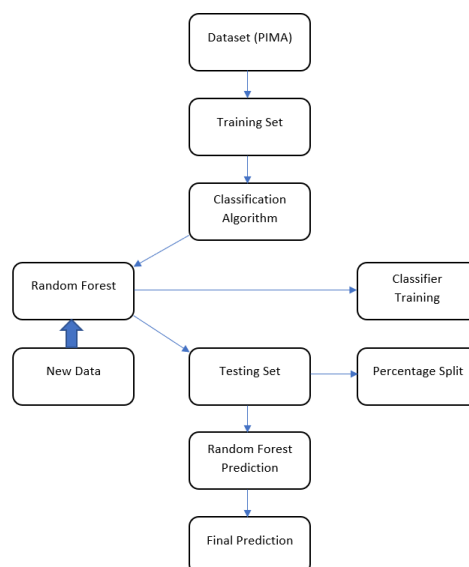 Dataset (PIMA)
Training Set
Classification
Algorithm
Random Forest
Classifier
Training
New Data
Testing Set
Percentage Split
Random Forest
Prediction
Final Prediction